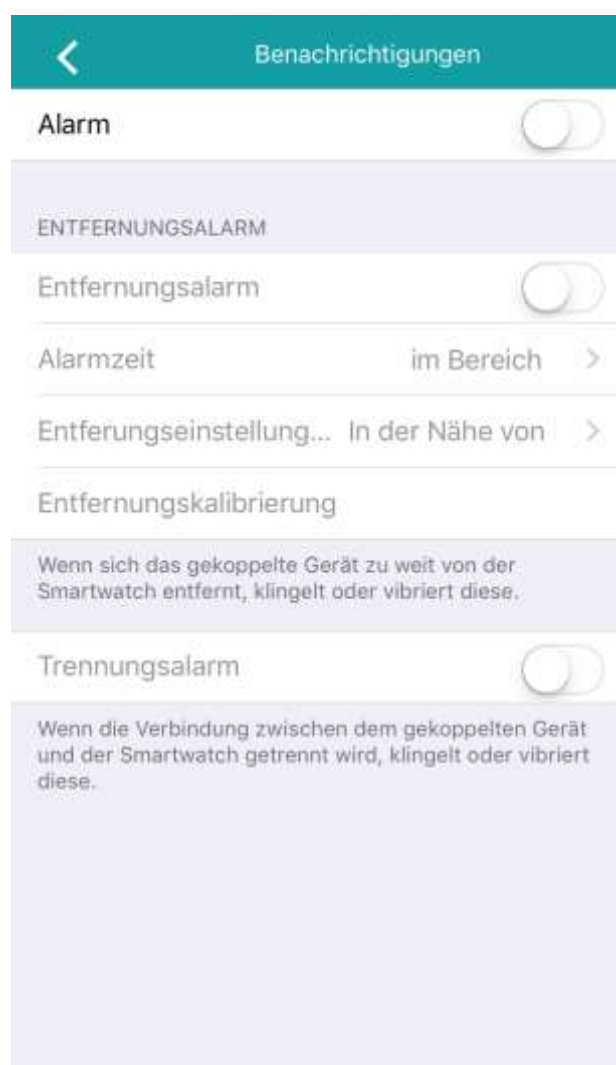 Benachrichtigungen
Alarm
ENTFERNUNGSALARM
Entfernungsalarm
Alarmzeit im Bereich
Entferungseinstellung... In der Nähe von
Entfernungskalibrierung
Wenn sich das gekoppelte Gerät zu weit von der
Smartwatch entfernt, klingelt oder vibriert diese.
Trennungsalarm
Wenn die Verbindung zwischen dem gekoppelten Gerät
und der Smartwatch getrennt wird, klingelt oder vibriert
diese.